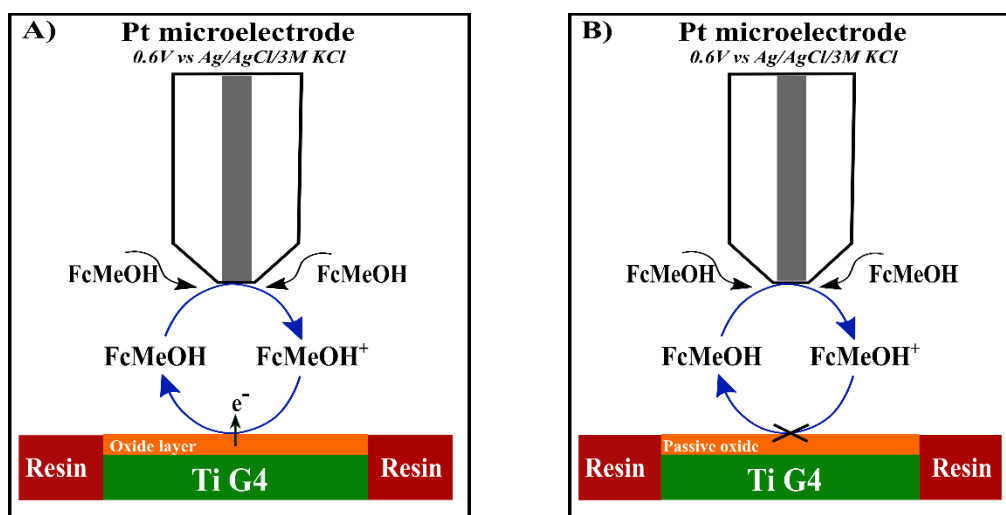 A)
Pt microelectrode
0.6V vs Ag/AgCl/3M KCl
FcMeOH
FcMeOH
FcMeOH
FcMeOH⁺
e⁻
Oxide layer
Resin
Ti G4
Resin
B)
Pt microelectrode
0.6V vs Ag/AgCl/3M KCl
FcMeOH
FcMeOH
FcMeOH
FcMeOH⁺
Passive oxide
Resin
Ti G4
Resin